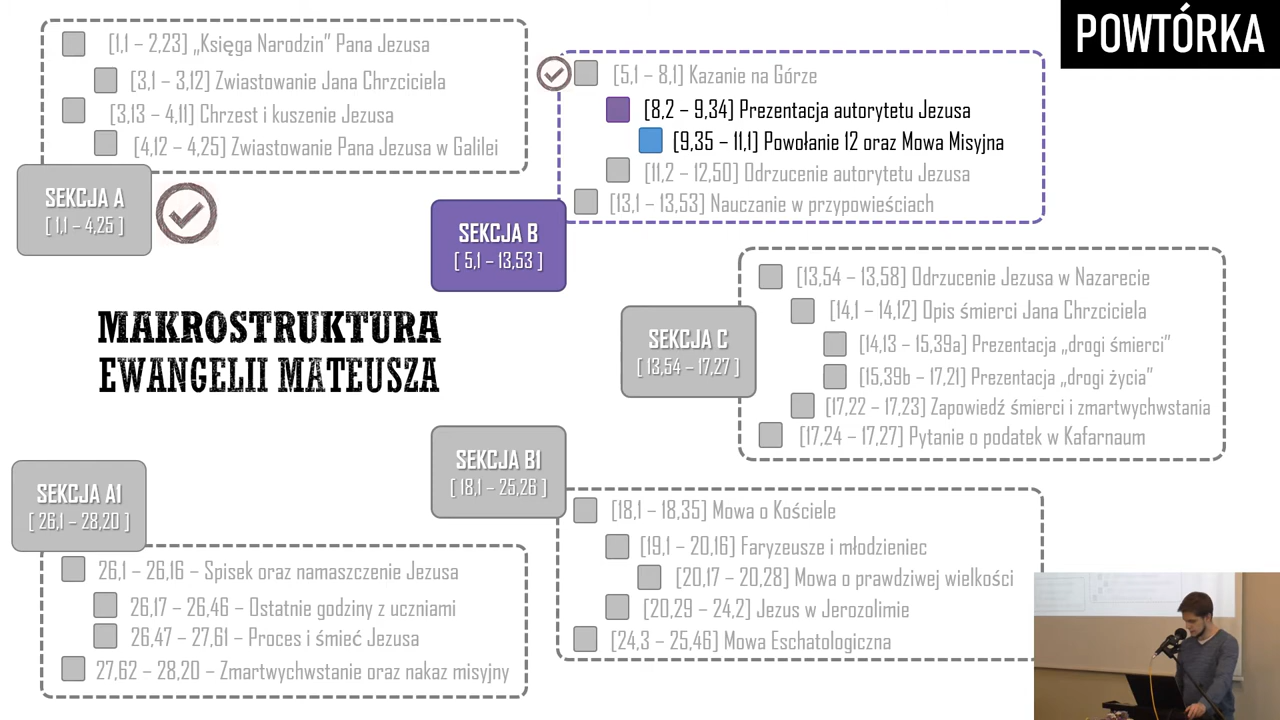 POWTÓRKA
[1,1 – 2,23] „Księga Narodzin” Pana Jezusa
[3,1 – 3,12] Zwiastowanie Jana Chrzciciela
[3,13 – 4,11] Chrzest i kuszenie Jezusa
[4,12 – 4,25] Zwiastowanie Pana Jezusa w Galilei
SEKCJA A
[ 1,1 – 4,25 ]
[5,1 – 8,1] Kazanie na Górze
[8,2 – 9,34] Prezentacja autorytetu Jezusa
[9,35 – 11,1] Powołanie 12 oraz Mowa Misyjna
[11,2 – 12,50] Odrzucenie autorytetu Jezusa
[13,1 – 13,53] Nauczanie w przypowieściach
SEKCJA B
[ 5,1 – 13,53 ]
MAKROSTRUKTURA
EWANGELII MATEUSZA
[13,54 – 13,58] Odrzucenie Jezusa w Nazarecie
[14,1 – 14,12] Opis śmierci Jana Chrzciciela
[14,13 – 15,39a] Prezentacja „drogi śmierci”
[15,39b – 17,21] Prezentacja „drogi życia”
[17,22 – 17,23] Zapowiedź śmierci i zmartwychwstania
[17,24 – 17,27] Pytanie o podatek w Kafarnaum
SEKCJA C
[ 13,54 – 17,27 ]
SEKCJA B1
[ 18,1 – 25,26 ]
[18,1 – 18,35] Mowa o Kościele
[19,1 – 20,16] Faryzeusze i młodzieniec
[20,17 – 20,28] Mowa o prawdziwej wielkości
[20,29 – 24,2] Jezus w Jerozolimie
[24,3 – 25,46] Mowa Eschatologiczna
SEKCJA A1
[ 26,1 – 28,20 ]
26,1 – 26,16 – Spisek oraz namaszczenie Jezusa
26,17 – 26,46 – Ostatnie godziny z uczniami
26,47 – 27,61 – Proces i śmieć Jezusa
27,62 – 28,20 – Zmartwychwstanie oraz nakaz misyjny